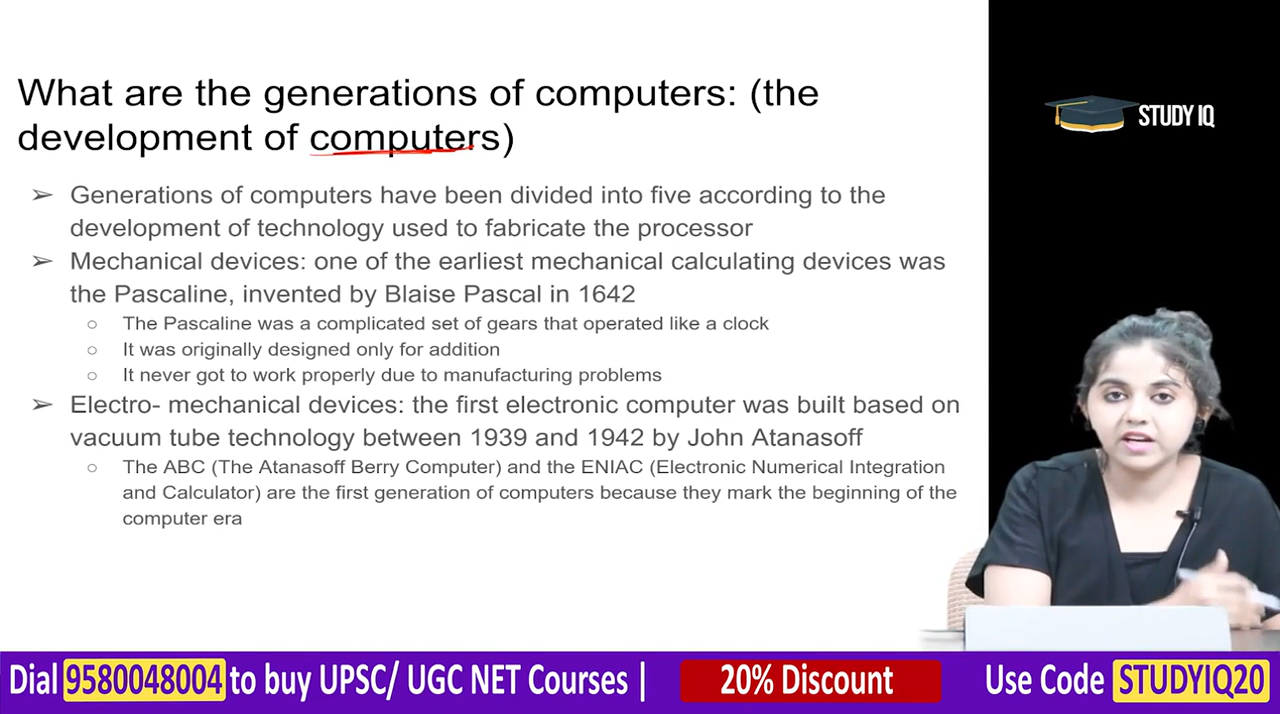 What are the generations of computers: (the
development of computers)
➢ Generations of computers have been divided into five according to the
development of technology used to fabricate the processor
➢ Mechanical devices: one of the earliest mechanical calculating devices was
the Pascaline, invented by Blaise Pascal in 1642
○ The Pascaline was a complicated set of gears that operated like a clock
○ It was originally designed only for addition
○ It never got to work properly due to manufacturing problems
➢ Electro- mechanical devices: the first electronic computer was built based on
vacuum tube technology between 1939 and 1942 by John Atanasoff
○ The ABC (The Atanasoff Berry Computer) and the ENIAC (Electronic Numerical Integration
and Calculator) are the first generation of computers because they mark the beginning of the
computer era
STUDY IQ
Dial 9580048004 to buy UPSC/ UGC NET Courses | 20% Discount Use Code STUDYIQ20